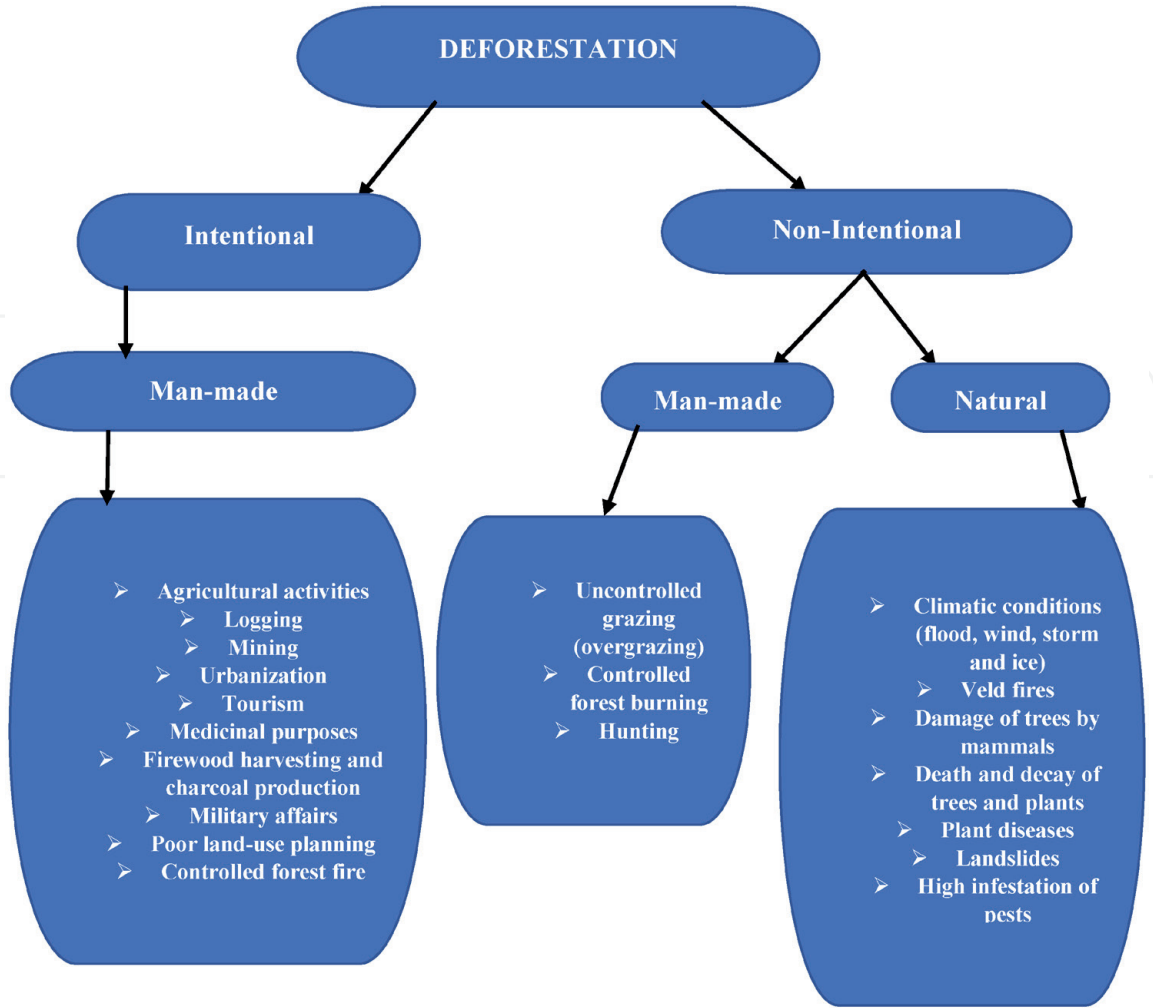 DEFORESTATION
Intentional
Non-Intentional
Man-made
Man-made
Natural
➢ Agricultural activities
➢ Logging
➢ Mining
➢ Urbanization
➢ Tourism
➢ Medicinal purposes
➢ Firewood harvesting and
charcoal production
➢ Military affairs
➢ Poor land-use planning
➢ Controlled forest fire
➢ Uncontrolled
grazing
(overgrazing)
➢ Controlled
forest burning
➢ Hunting
➢ Climatic conditions
(flood, wind, storm
and ice)
➢ Veld fires
➢ Damage of trees by
mammals
➢ Death and decay of
trees and plants
➢ Plant diseases
➢ Landslides
➢ High infestation of
pests